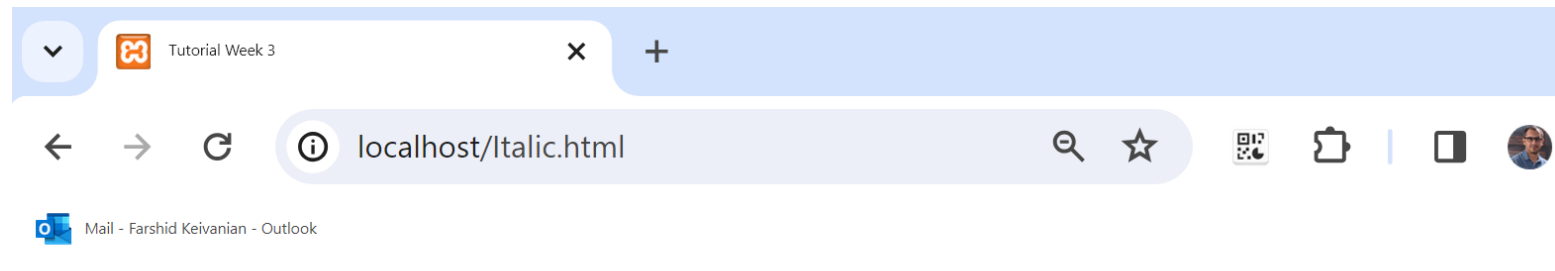 Tutorial Week 3
localhost/Italic.html
Mail - Farshid Keivanian - Outlook